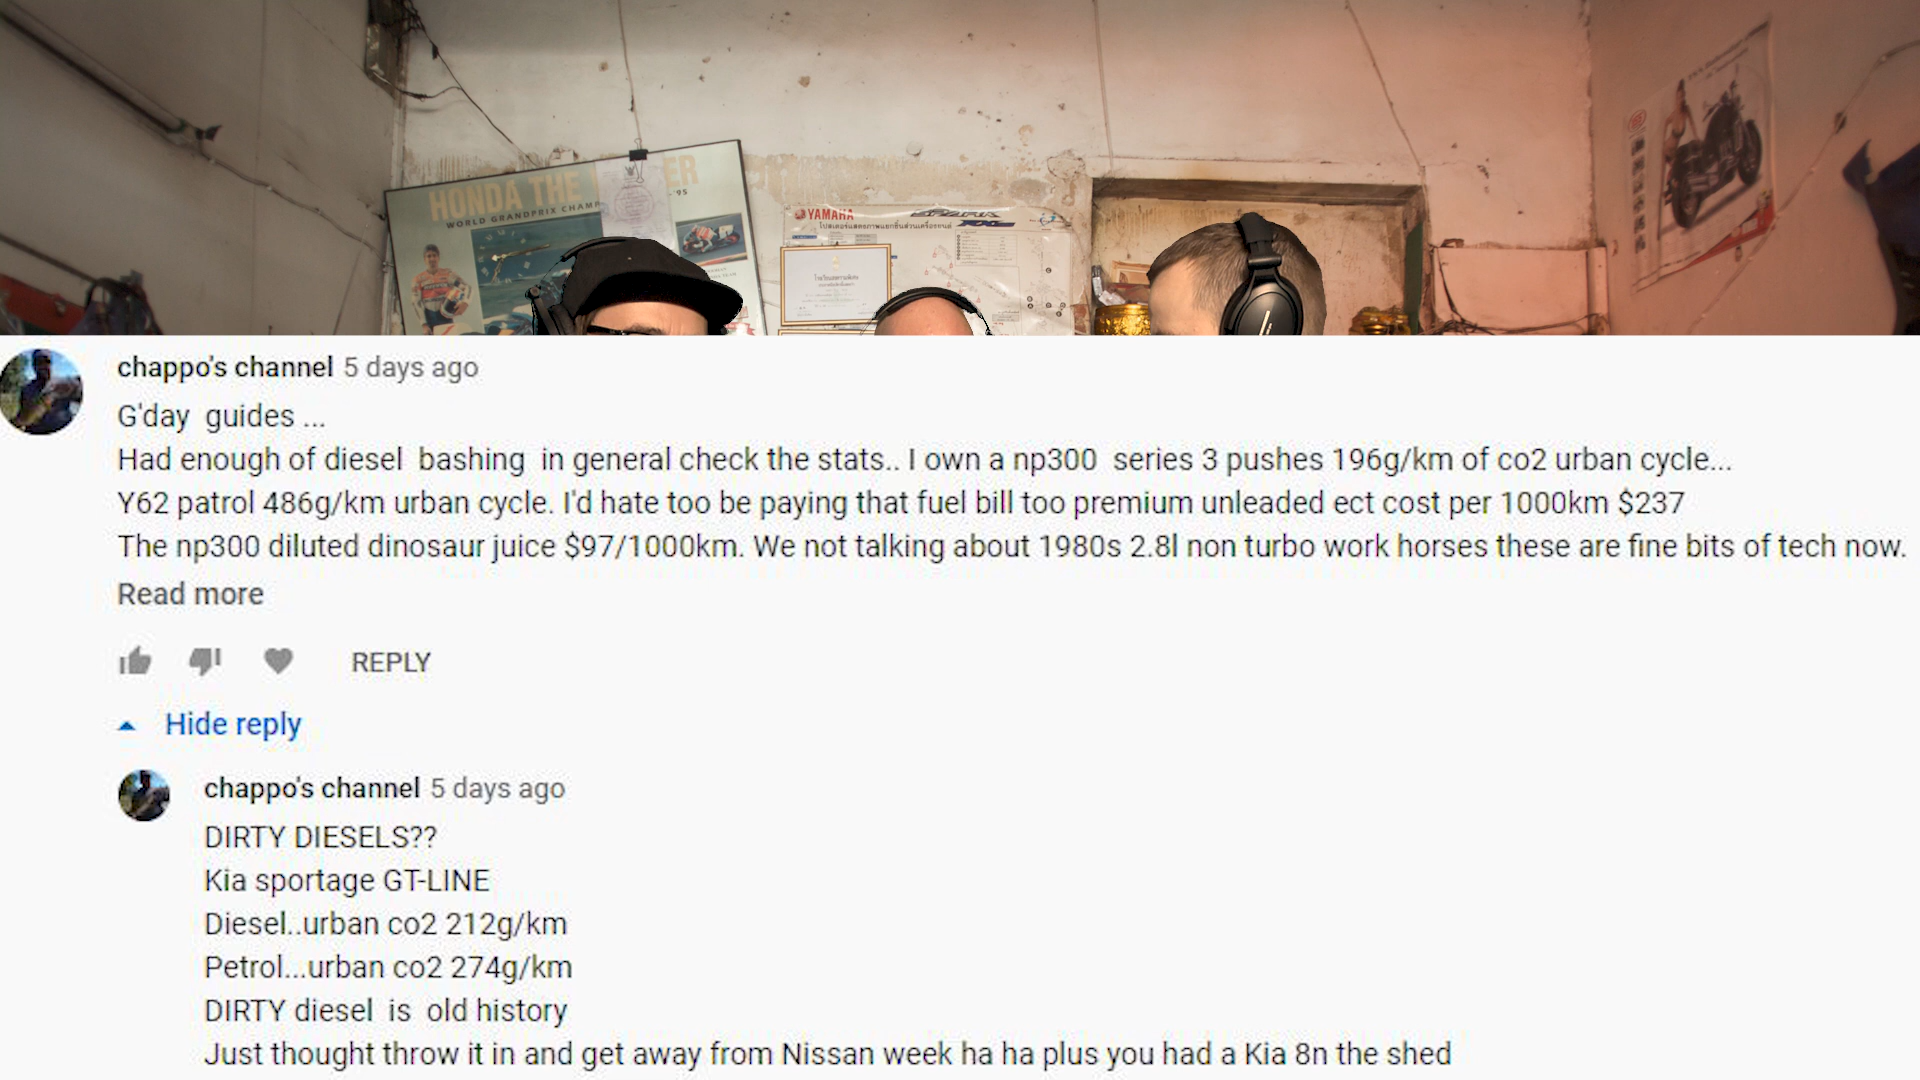 HONDA THE ER
'95
WORLD GRANDPRIX CHAMP
YAMAHA
SPARK RX
chappo's channel 5 days ago
G'day guides ...
Had enough of diesel bashing in general check the stats.. I own a np300 series 3 pushes 196g/km of co2 urban cycle...
Y62 patrol 486g/km urban cycle. I'd hate too be paying that fuel bill too premium unleaded ect cost per 1000km $237
The np300 diluted dinosaur juice $97/1000km. We not talking about 1980s 2.8l non turbo work horses these are fine bits of tech now.
Read more
REPLY
Hide reply
chappo's channel 5 days ago
DIRTY DIESELS??
Kia sportage GT-LINE
Diesel..urban co2 212g/km
Petrol...urban co2 274g/km
DIRTY diesel is old history
Just thought throw it in and get away from Nissan week ha ha plus you had a Kia 8n the shed